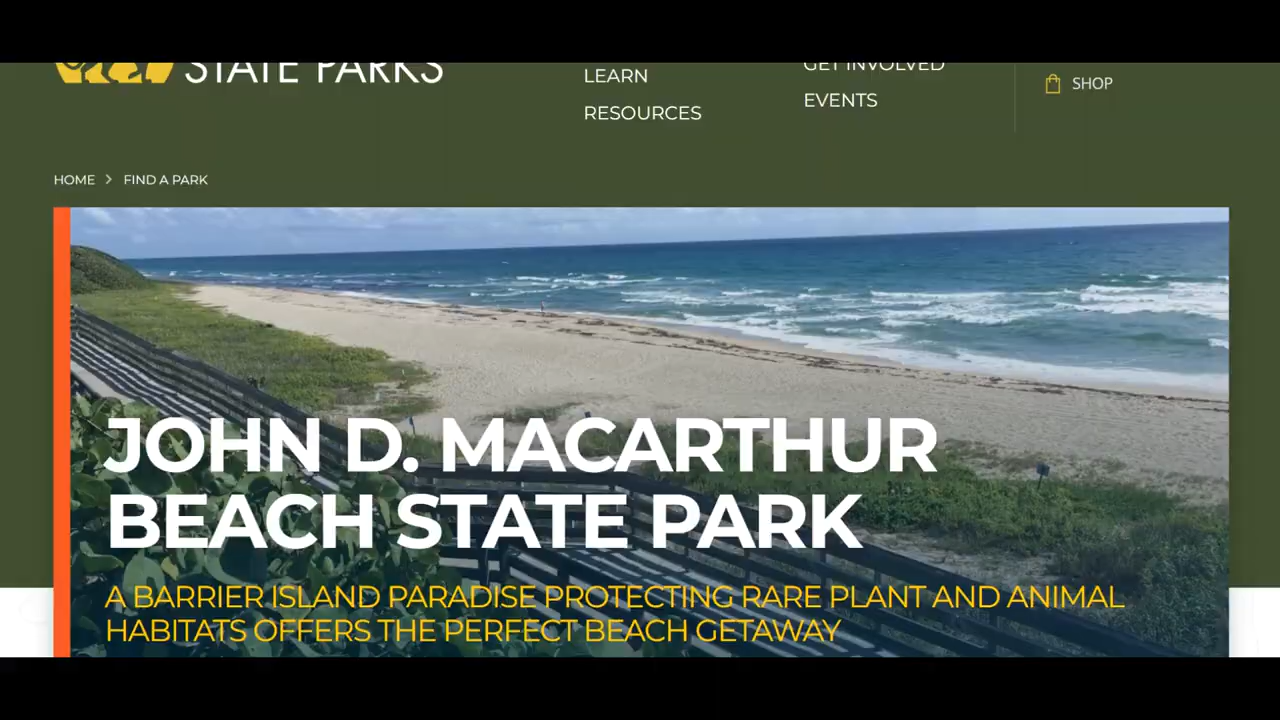 STATE PARKS
LEARN
RESOURCES
GET INVOLVED
EVENTS
SHOP
HOME > FIND A PARK
JOHN D. MACARTHUR
BEACH STATE PARK
A BARRIER ISLAND PARADISE PROTECTING RARE PLANT AND ANIMAL
HABITATS OFFERS THE PERFECT BEACH GETAWAY